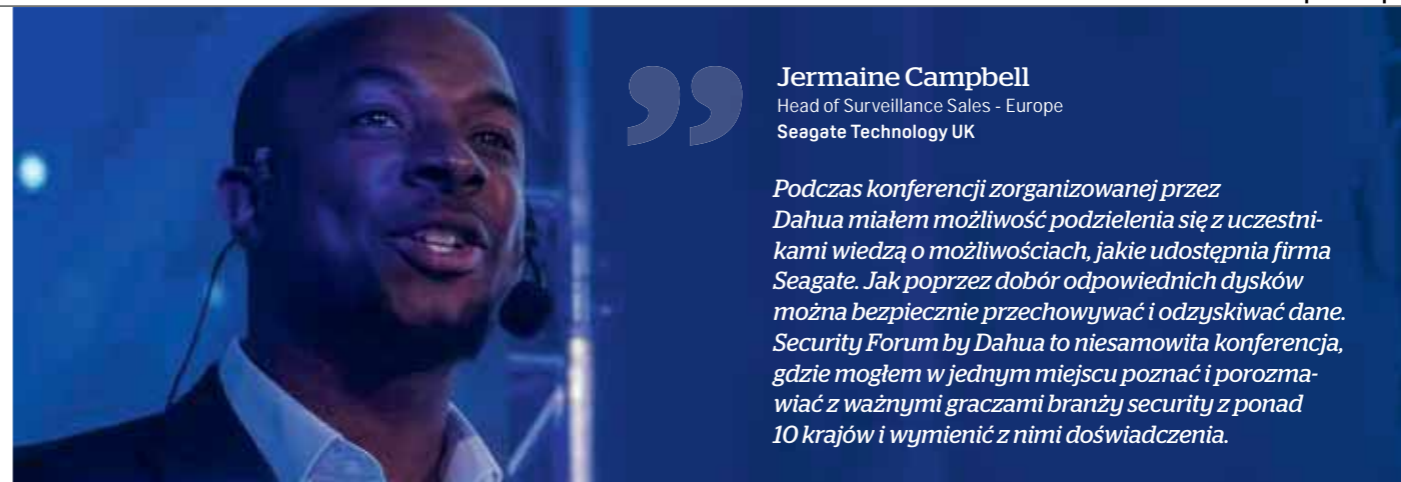 Jermaine Campbell
Head of Surveillance Sales - Europe
Seagate Technology UK
Podczas konferencji zorganizowanej przez
Dahua miałem możliwość podzielenia się z uczestni-
kami wiedzą o możliwościach, jakie udostępnia firma
Seagate. Jak poprzez dobór odpowiednich dysków
można bezpiecznie przechowywać i odzyskiwać dane.
Security Forum by Dahua to niesamowita konferencja,
gdzie mogłem w jednym miejscu poznać i porozma-
wiać z ważnymi graczami branży security z ponad
10 krajów i wymienić z nimi doświadczenia.